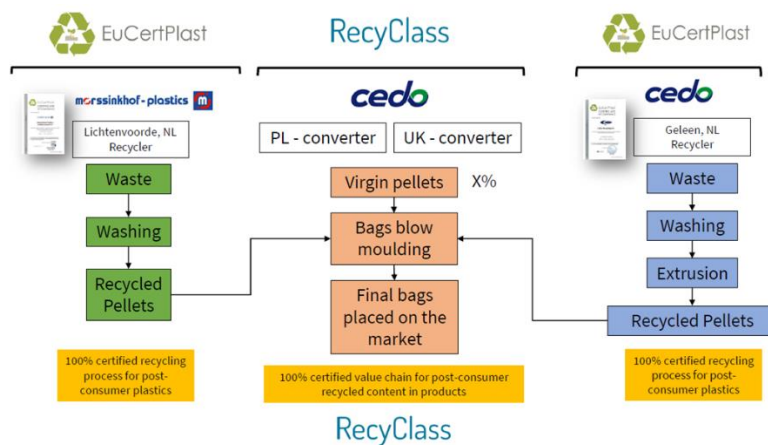 EuCertPlast
RecyClass
EuCertPlast
morssinkhof - plastics m
cedo
cedo
Lichtenvoorde, NL
Recycler
PL - converter
UK - converter
Geleen, NL
Recycler
Waste
Washing
Recycled
Pellets
Virgin pellets
X%
Bags blow
moulding
Final bags
placed on the
market
Waste
Washing
Extrusion
Recycled Pellets
100% certified recycling
process for post-
consumer plastics
100% certified value chain for post-consumer
recycled content in products
100% certified recycling
process for post-
consumer plastics
RecyClass